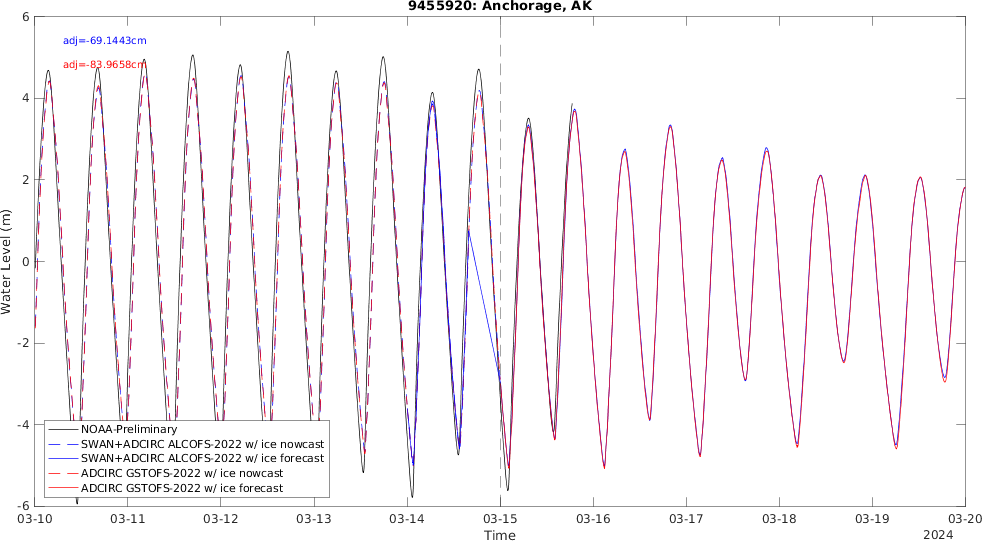 9455920: Anchorage, AK
adj=-69.1443cm
adj=-83.9658cm
Water Level (m)
6
4
2
0
-2
-4
-6
NOAA-Preliminary
SWAN+ADCIRC ALCOFS-2022 w/ ice nowcast
SWAN+ADCIRC ALCOFS-2022 w/ ice forecast
ADCIRC GSTOFS-2022 w/ ice nowcast
ADCIRC GSTOFS-2022 w/ ice forecast
03-10 03-11 03-12 03-13 03-14 03-15 03-16 03-17 03-18 03-19 03-20
Time
2024